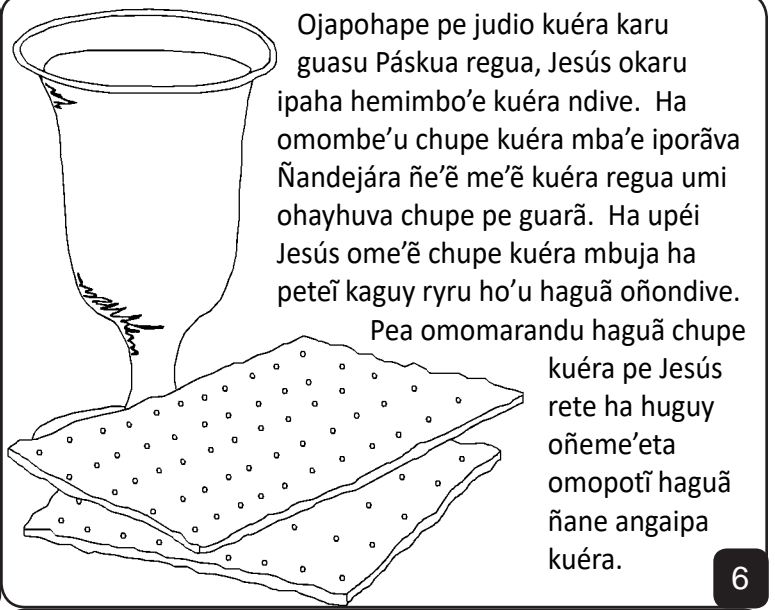 Ojapohape pe judio kuéra karu
guasu Páskua regua, Jesús okaru
ipaha hemimbo’e kuéra ndive. Ha
omombe’u chupe kuéra mba’e iporãva
Ñandejára ñe’ẽ me’ẽ kuéra regua umi
ohayhuva chupe pe guarã. Ha upéi
Jesús ome’ẽ chupe kuéra mbuja ha
peteĩ kaguy ryru ho’u haguã oñondive.
Pea omomarandu haguã chupe
kuéra pe Jesús
rete ha huguy
oñeme’eta
omopotĩ haguã
ñane angaipa
kuéra.
6